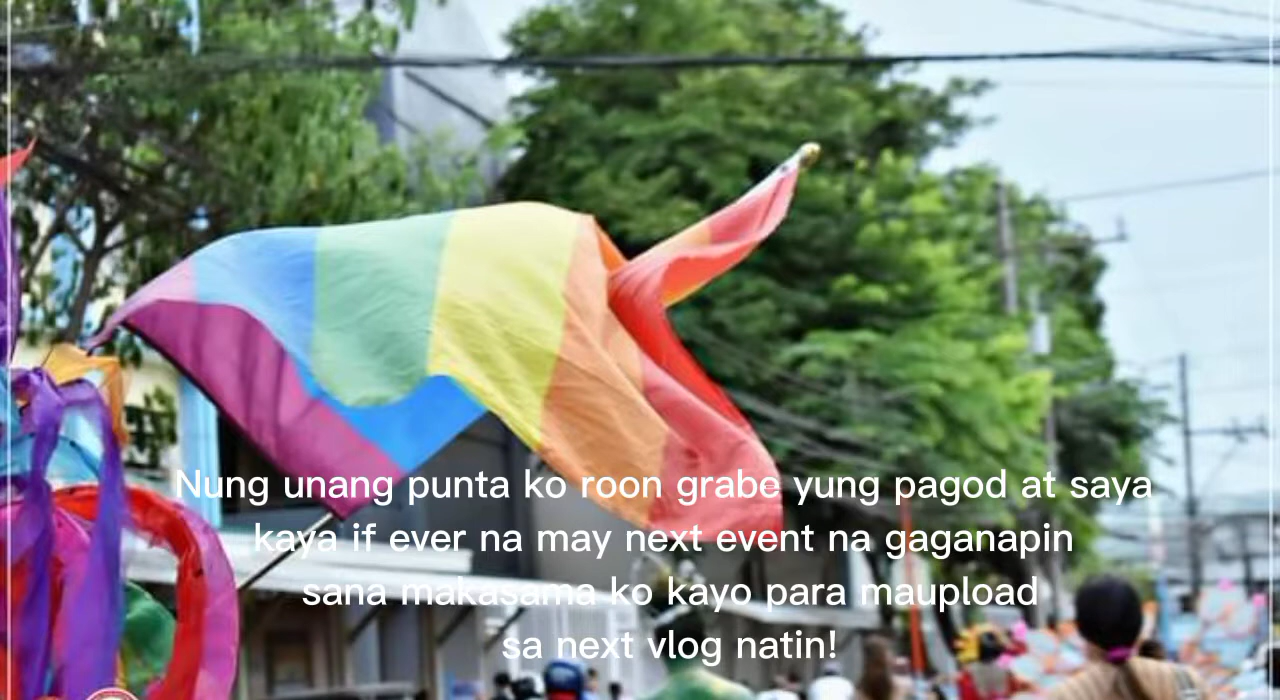 Nung unang punta ko roon grabe yung pagod at saya
kaya if ever na may next event na gaganapin
sana makasama ko kayo para maupload
sa next vlog natin!